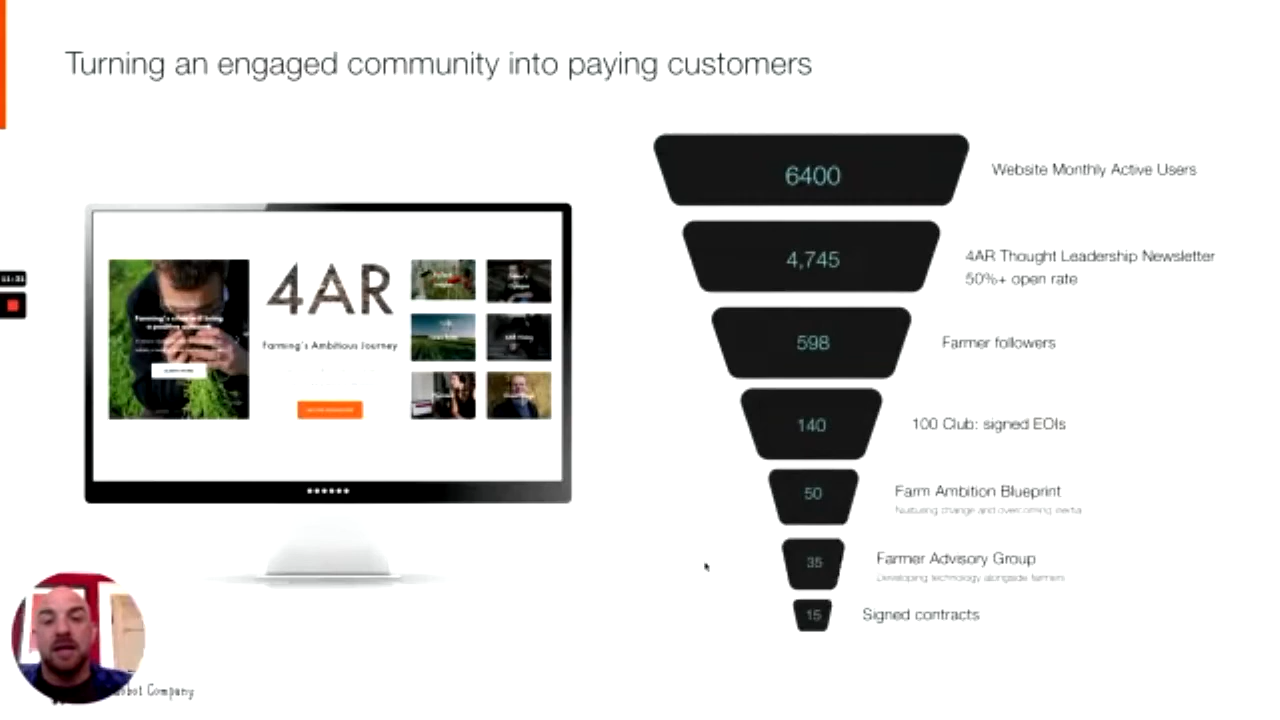 Turning an engaged community into paying customers
6400
Website Monthly Active Users
4,745
4AR Thought Leadership Newsletter
50%+ open rate
598
Farmer followers
140
100 Club: signed EOIs
50
Farm Ambition Blueprint
Nurturing change and overcoming inertia
35
Farmer Advisory Group
Developing technology alongside farmers
15
Signed contracts
4AR
Farming's Ambitious Journey
Company